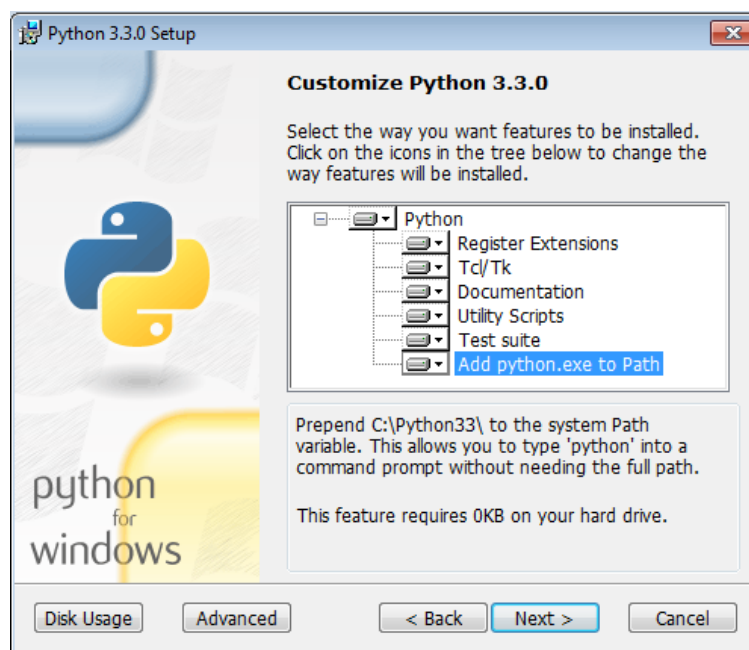 Python 3.3.0 Setup
Customize Python 3.3.0
Select the way you want features to be installed.
Click on the icons in the tree below to change the
way features will be installed.
Python
Register Extensions
Tcl/Tk
Documentation
Utility Scripts
Test suite
Add python.exe to Path
Prepend C:\Python33\ to the system Path
variable. This allows you to type 'python' into a
command prompt without needing the full path.
This feature requires 0KB on your hard drive.
python
for
windows
Disk Usage
Advanced
< Back
Next >
Cancel